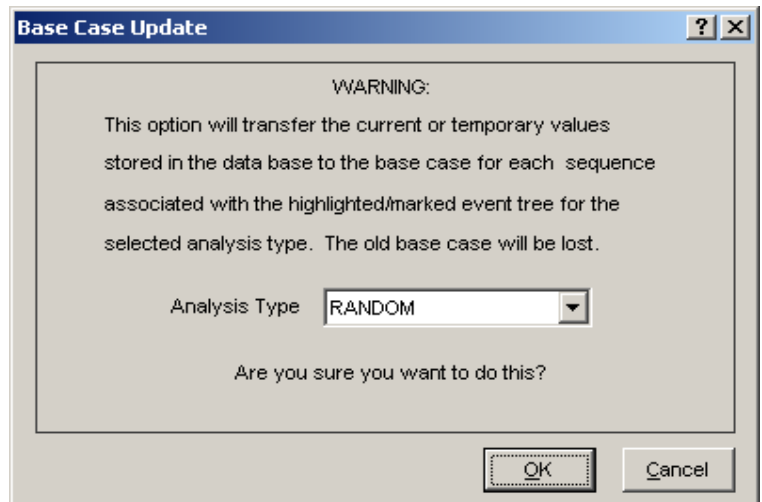 Base Case Update
WARNING:
This option will transfer the current or temporary values
stored in the data base to the base case for each sequence
associated with the highlighted/marked event tree for the
selected analysis type. The old base case will be lost.
Analysis Type RANDOM
Are you sure you want to do this?
OK Cancel